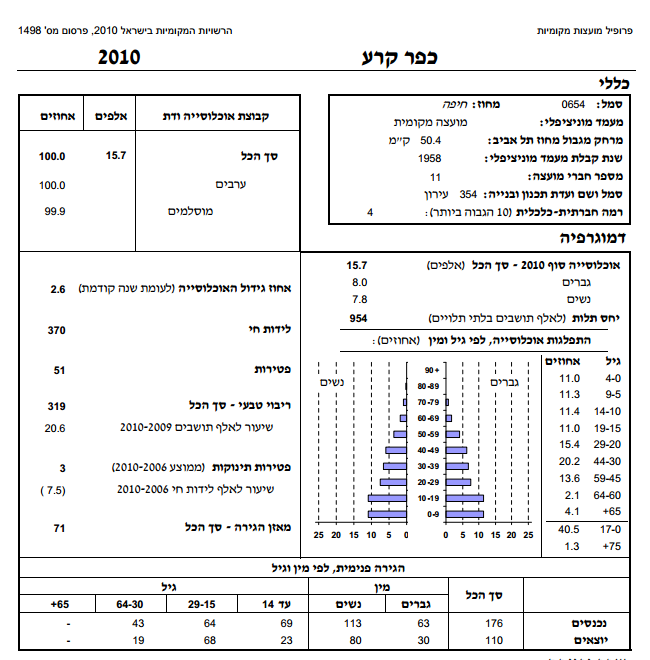 פרופיל מועצות מקומיות
הרשויות המקומיות בישראל 2010, פרסום מס' 1498
כפר קרע 2010
כללי
סמל: 0654 מחוז: חיפה
מעמד מוניציפלי: מועצה מקומית
מרחק מגבול מחוז תל אביב: 50.4 ק"מ
שנת קבלת מעמד מוניציפלי: 1958
מספר חברי מועצה: 11
סמל ושם ועדת תכנון ובנייה: 354 עירון
רמה חברתית-כלכלית (10 הגבוה ביותר): 4
קבוצת אוכלוסייה ודת אלפים אחוזים
סך הכל 15.7 100.0
ערבים 100.0
מוסלמים 99.9
דמוגרפיה
אוכלוסייה סוף 2010 - סך הכל (אלפים) 15.7
גברים 8.0
נשים 7.8
יחס תלות (לאלף תושבים בלתי תלויים) 954
התפלגות אוכלוסייה, לפי גיל ומין (אחוזים):
גיל אחוזים
4-0 11.0
9-5 11.3
14-10 11.4
19-15 11.0
29-20 15.4
44-30 20.2
59-45 13.6
64-60 2.1
65+ 4.1
17-0 40.5
75+ 1.3
גברים נשים
90+
80-89
70-79
60-69
50-59
40-49
30-39
20-29
10-19
0-9
25 20 15 10 5 0 0 5 10 15 20 25
אחוז גידול האוכלוסייה (לעומת שנה קודמת) 2.6
לידות חי 370
פטירות 51
ריבוי טבעי - סך הכל 319
שיעור לאלף תושבים 2010-2009 20.6
פטירות תינוקות (ממוצע 2010-2006) 3
שיעור לאלף לידות חי 2010-2006 (7.5)
מאזן הגירה - סך הכל 71
הגירה פנימית, לפי מין וגיל
סך הכל מין גיל
גברים נשים עד 14 29-15 64-30 65+
נכנסים 176 63 113 69 64 43 -
יוצאים 110 30 80 23 68 19 -